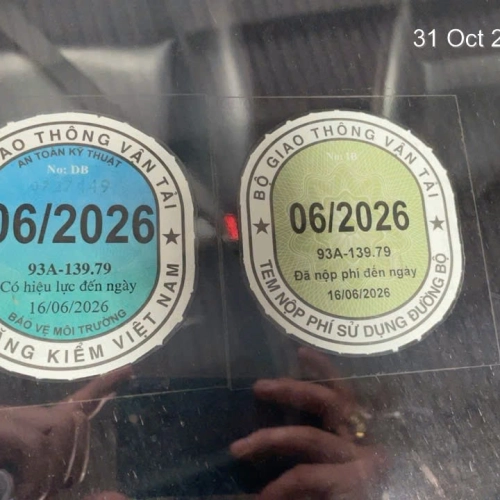 31 Oct 2
GIAO THÔNG VẬN TẢI
AN TOÀN KỸ THUẬT
No: DB
06/2026
93A-139.79
Có hiệu lực đến ngày
16/06/2026
BẢO VỆ MÔI TRƯỜNG
ĐĂNG KIỂM VIỆT NAM
BỘ GIAO THÔNG VẬN TẢI
No: DB
06/2026
93A-139.79
Đã nộp phí đến ngày
16/06/2026
TEM NỘP PHÍ SỬ DỤNG ĐƯỜNG BỘ